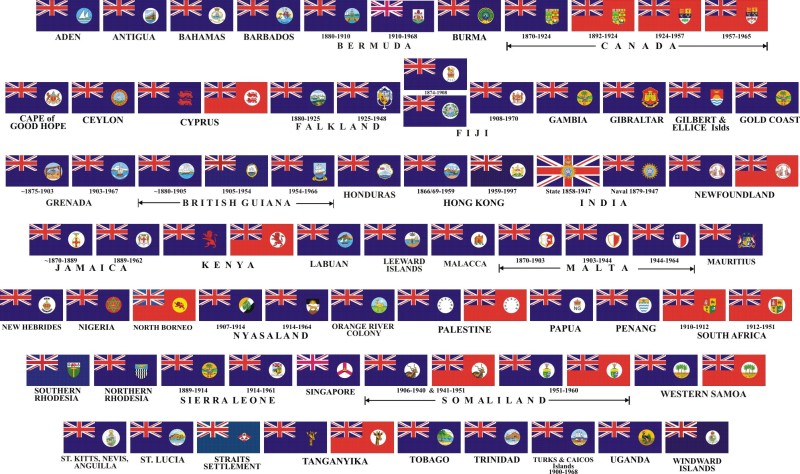 ADEN ANTIGUA BAHAMAS BARBADOS 1880-1910 1910-1968 BURMA 1870-1924 1892-1924 1924-1957 1957-1965
BERMUDA CANADA
1874-1908
CAPE of GOOD HOPE CEYLON CYPRUS 1880-1925 1925-1948 1908-1970 GAMBIA GIBRALTAR GILBERT & ELLICE Islds GOLD COAST
FALKLAND FIJI
~1875-1903 1903-1967 ~1880-1905 1905-1954 1954-1966 HONDURAS 1866/69-1959 1959-1997 State 1858-1947 Naval 1879-1947 NEWFOUNDLAND
GRENADA BRITISH GUIANA HONG KONG INDIA
~1870-1889 1889-1962 KENYA LABUAN LEEWARD ISLANDS MALACCA 1870-1903 1903-1944 1944-1964 MAURITIUS
JAMAICA MALTA
NEW HEBRIDES NIGERIA NORTH BORNEO 1907-1914 1914-1964 ORANGE RIVER COLONY PALESTINE PAPUA PENANG 1910-1912 1912-1951
NYASALAND SOUTH AFRICA
SOUTHERN RHODESIA NORTHERN RHODESIA 1889-1914 1914-1961 SINGAPORE 1906-1940 & 1941-1951 1951-1960 WESTERN SAMOA
SIERRA LEONE SOMALILAND
ST. KITTS, NEVIS, ANGUILLA ST. LUCIA STRAITS SETTLEMENT TANGANYIKA TOBAGO TRINIDAD TURKS & CAICOS Islands 1900-1968 UGANDA WINDWARD ISLANDS